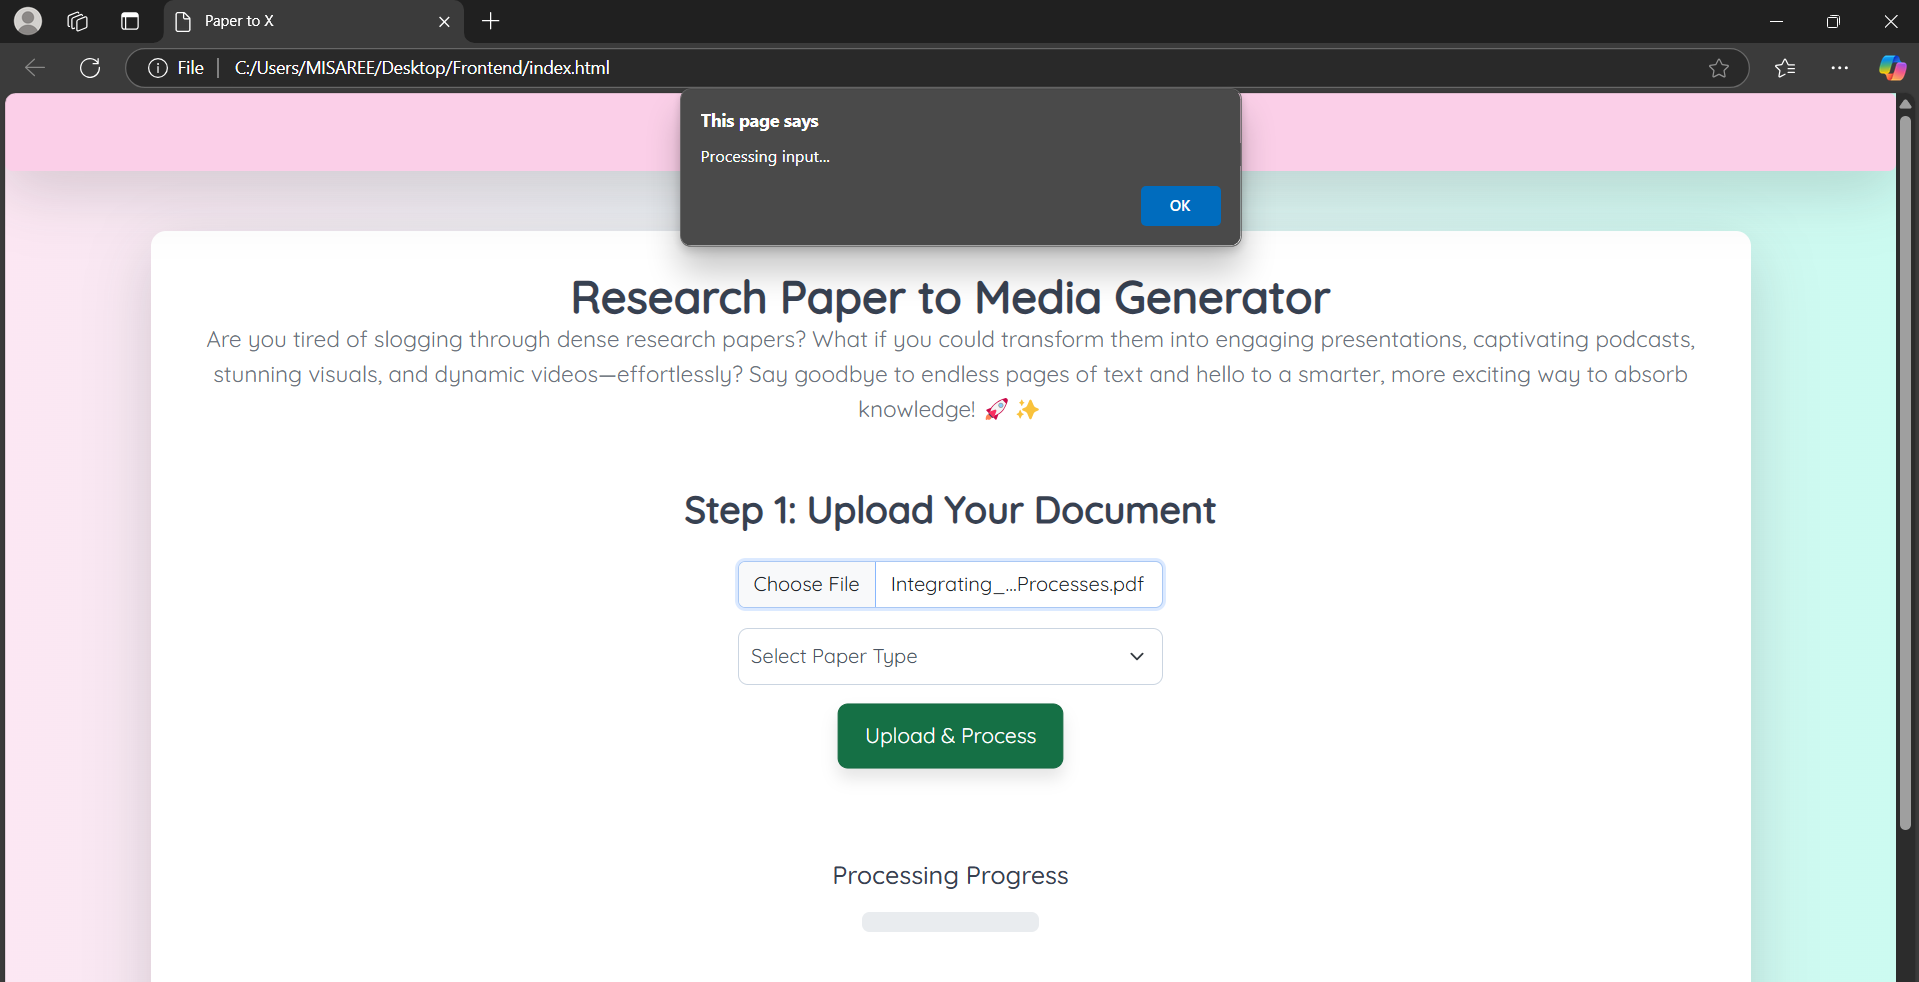 Paper to X
File
C:/Users/MISAREE/Desktop/Frontend/index.html
This page says
Processing input...
OK
Research Paper to Media Generator
Are you tired of slogging through dense research papers? What if you could transform them into engaging presentations, captivating podcasts,
stunning visuals, and dynamic videos—effortlessly? Say goodbye to endless pages of text and hello to a smarter, more exciting way to absorb
knowledge! 🚀 ✨
Step 1: Upload Your Document
Choose File Integrating_...Processes.pdf
Select Paper Type
Upload & Process
Processing Progress